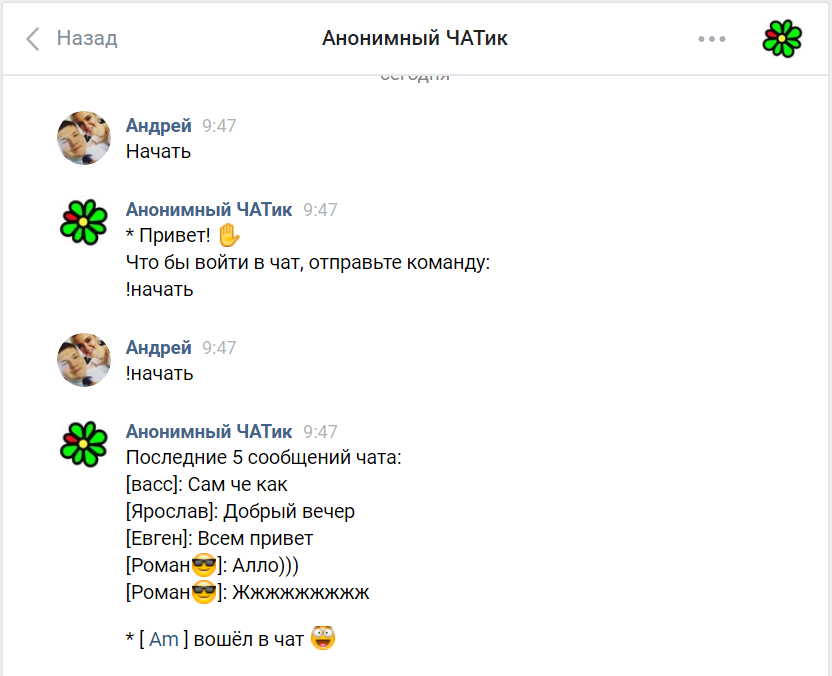 Назад
Анонимный ЧАТик
сегодня
Андрей 9:47
Начать
Анонимный ЧАТик 9:47
* Привет! ✋
Что бы войти в чат, отправьте команду:
!начать
Андрей 9:47
!начать
Анонимный ЧАТик 9:47
Последние 5 сообщений чата:
[васс]: Сам че как
[Ярослав]: Добрый вечер
[Евген]: Всем привет
[Роман😎]: Алло)))
[Роман😎]: Жжжжжжжжж
* [ Am ] вошёл в чат 🤪